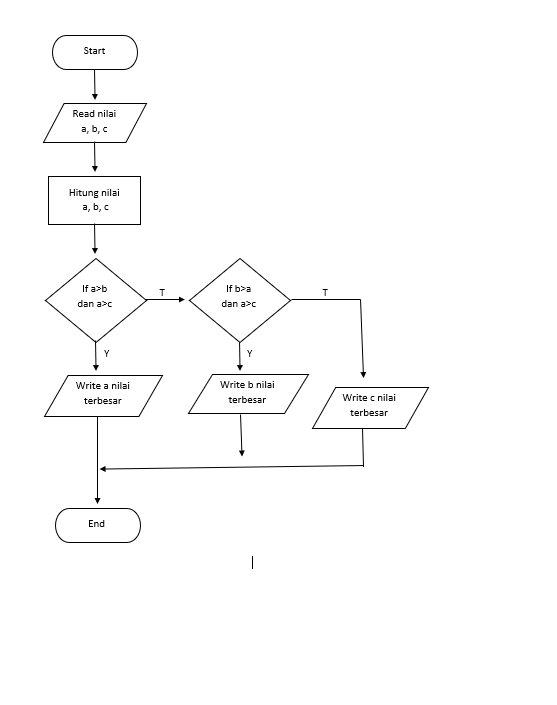 Start
Read nilai
a, b, c
Hitung nilai
a, b, c
If a>b
dan a>c
T
If b>a
dan a>c
T
Y
Y
Write a nilai
terbesar
Write b nilai
terbesar
Write c nilai
terbesar
End